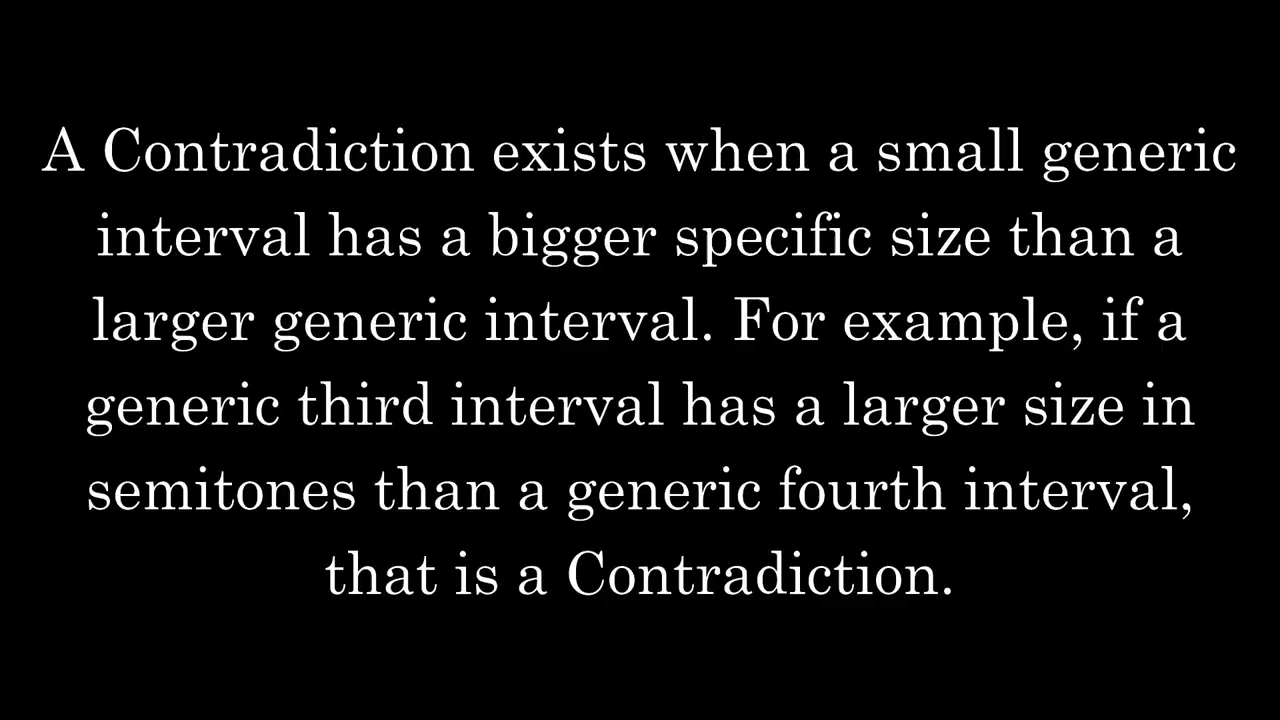 A Contradiction exists when a small generic
interval has a bigger specific size than a
larger generic interval. For example, if a
generic third interval has a larger size in
semitones than a generic fourth interval,
that is a Contradiction.